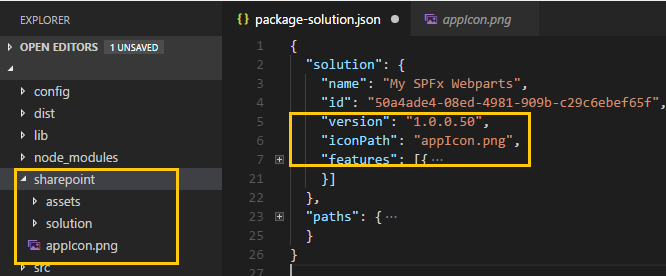 EXPLORER
OPEN EDITORS 1 UNSAVED
config
dist
lib
node_modules
sharepoint
assets
solution
appIcon.png
src
{ } package-solution.json
appIcon.png
1 {
2 "solution": {
3 "name": "My SPFx Webparts",
4 "id": "50a4ade4-08ed-4981-909b-c29c6ebef65f",
5 "version": "1.0.0.50",
6 "iconPath": "appIcon.png",
7 "features": [{ ⋯
21 }]
22 },
23 "paths": { ⋯
25 }
26 }
27